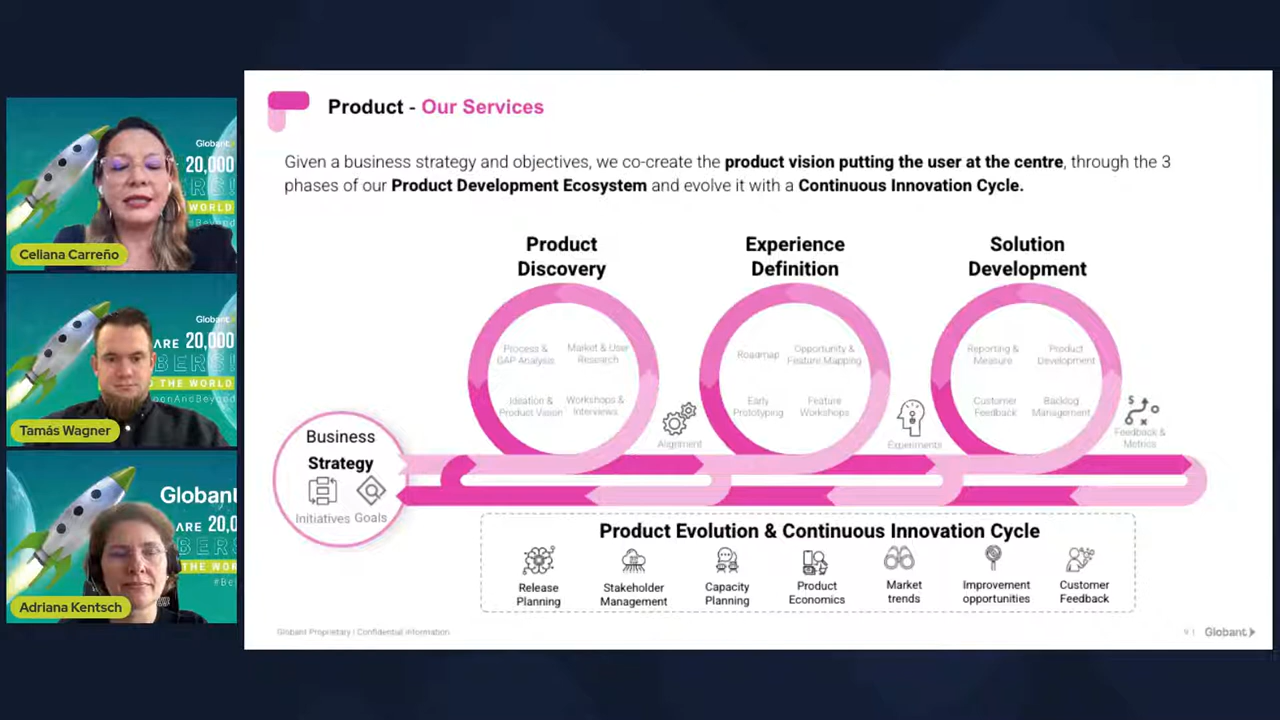 Product - Our Services
Given a business strategy and objectives, we co-create the product vision putting the user at the centre, through the 3
phases of our Product Development Ecosystem and evolve it with a Continuous Innovation Cycle.
Product
Discovery
Experience
Definition
Solution
Development
Process &
GAP Analysis
Market & User
Research
Ideation &
Product Vision
Workshops &
Interviews
Roadmap
Opportunity &
Feature Mapping
Early
Prototyping
Feature
Workshops
Reporting &
Measure
Product
Development
Customer
Feedback
Backlog
Management
Alignment
Experiments
$
Feedback &
Metrics
Business
Strategy
Initiatives
Goals
Product Evolution & Continuous Innovation Cycle
Release
Planning
Stakeholder
Management
Capacity
Planning
Product
Economics
Market
trends
Improvement
opportunities
Customer
Feedback
Globant Proprietary | Confidential Information
91
Globant
Globant
20,000
WORLD
Celiana Carreño
Globant
ARE 20,000
BERS
THE WORLD
oonAndBeyond
Tamás Wagner
Globant
ARE 20,0
#Be
Adriana Kentsch